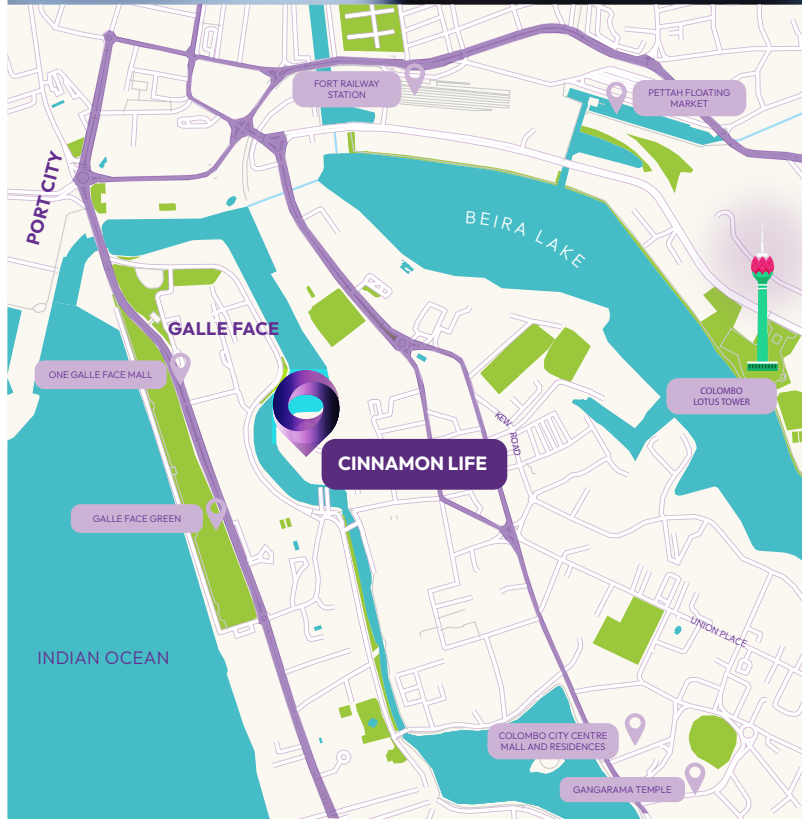 FORT RAILWAY
STATION
PETTAH FLOATING
MARKET
PORT CITY
BEIRA LAKE
GALLE FACE
ONE GALLE FACE MALL
COLOMBO
LOTUS TOWER
KEW ROAD
CINNAMON LIFE
GALLE FACE GREEN
UNION PLACE
INDIAN OCEAN
COLOMBO CITY CENTRE
MALL AND RESIDENCES
GANGARAMA TEMPLE